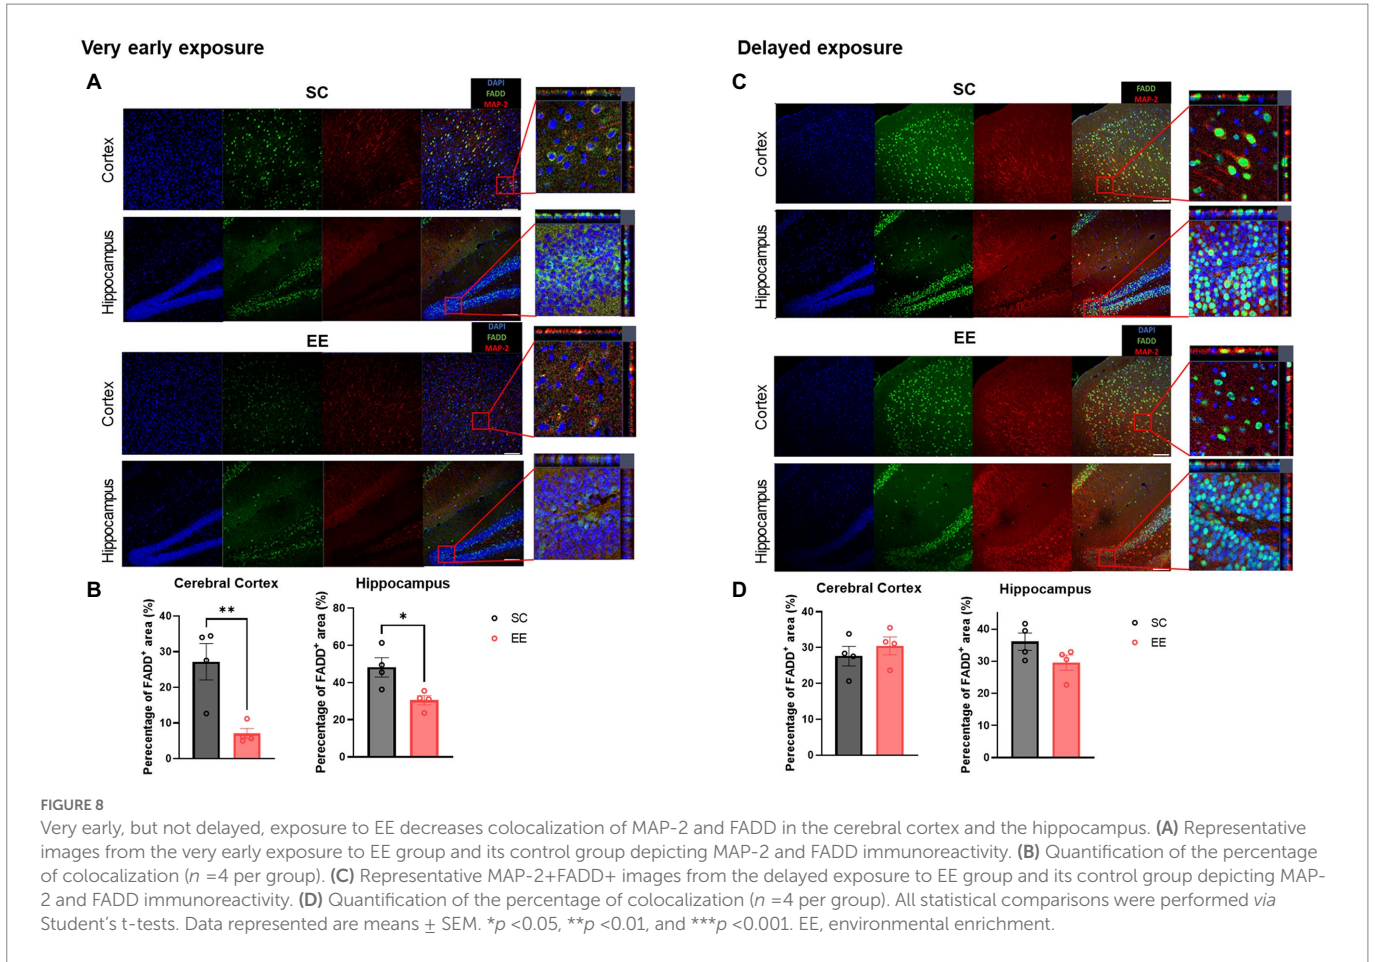 Very early exposure
Delayed exposure
A
SC
DAPI
FADD
MAP-2
Cortex
Hippocampus
EE
DAPI
FADD
MAP-2
Cortex
Hippocampus
C
SC
FADD
MAP-2
Cortex
Hippocampus
EE
DAPI
FADD
MAP-2
Cortex
Hippocampus
B
Cerebral Cortex
Perecentage of FADD+ area (%)
40
30
20
10
0
**
Hippocampus
Percentage of FADD+ area (%)
80
60
40
20
0
*
SC
EE
D
Cerebral Cortex
Perecentage of FADD+ area (%)
40
30
20
10
0
Hippocampus
Perecentage of FADD+ area (%)
40
30
20
10
0
SC
EE
FIGURE 8
Very early, but not delayed, exposure to EE decreases colocalization of MAP-2 and FADD in the cerebral cortex and the hippocampus. (A) Representative
images from the very early exposure to EE group and its control group depicting MAP-2 and FADD immunoreactivity. (B) Quantification of the percentage
of colocalization (n =4 per group). (C) Representative MAP-2+FADD+ images from the delayed exposure to EE group and its control group depicting MAP-
2 and FADD immunoreactivity. (D) Quantification of the percentage of colocalization (n =4 per group). All statistical comparisons were performed via
Student's t-tests. Data represented are means ± SEM. *p <0.05, **p <0.01, and ***p <0.001. EE, environmental enrichment.